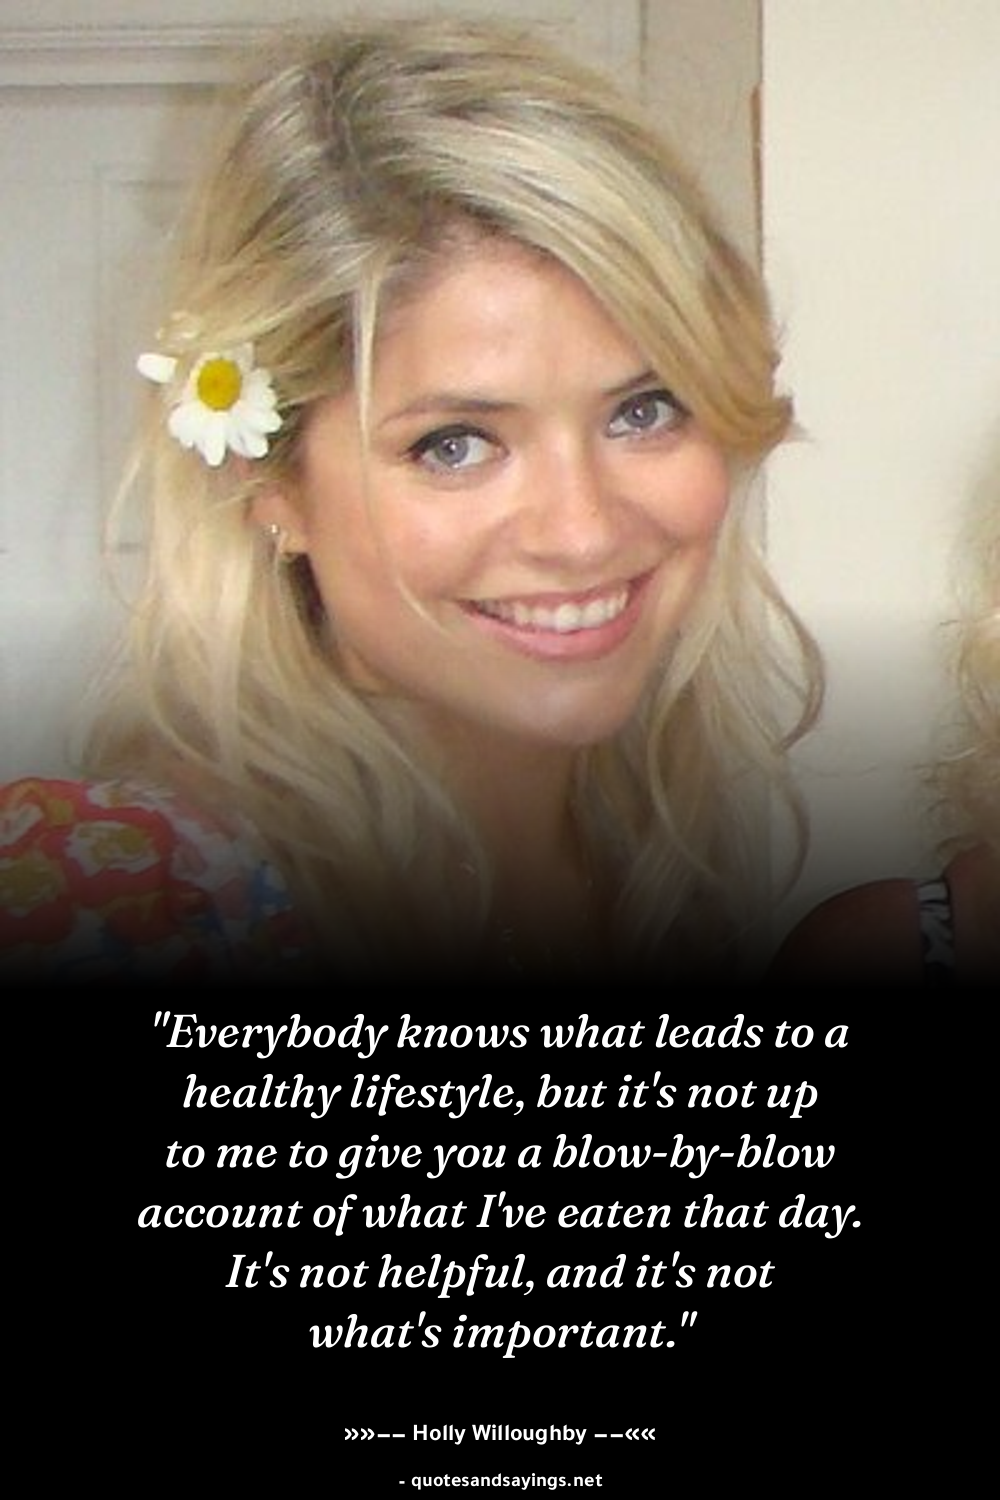 "Everybody knows what leads to a
healthy lifestyle, but it's not up
to me to give you a blow-by-blow
account of what I've eaten that day.
It's not helpful, and it's not
what's important."
»»–– Holly Willoughby ––««
- quotesandsayings.net